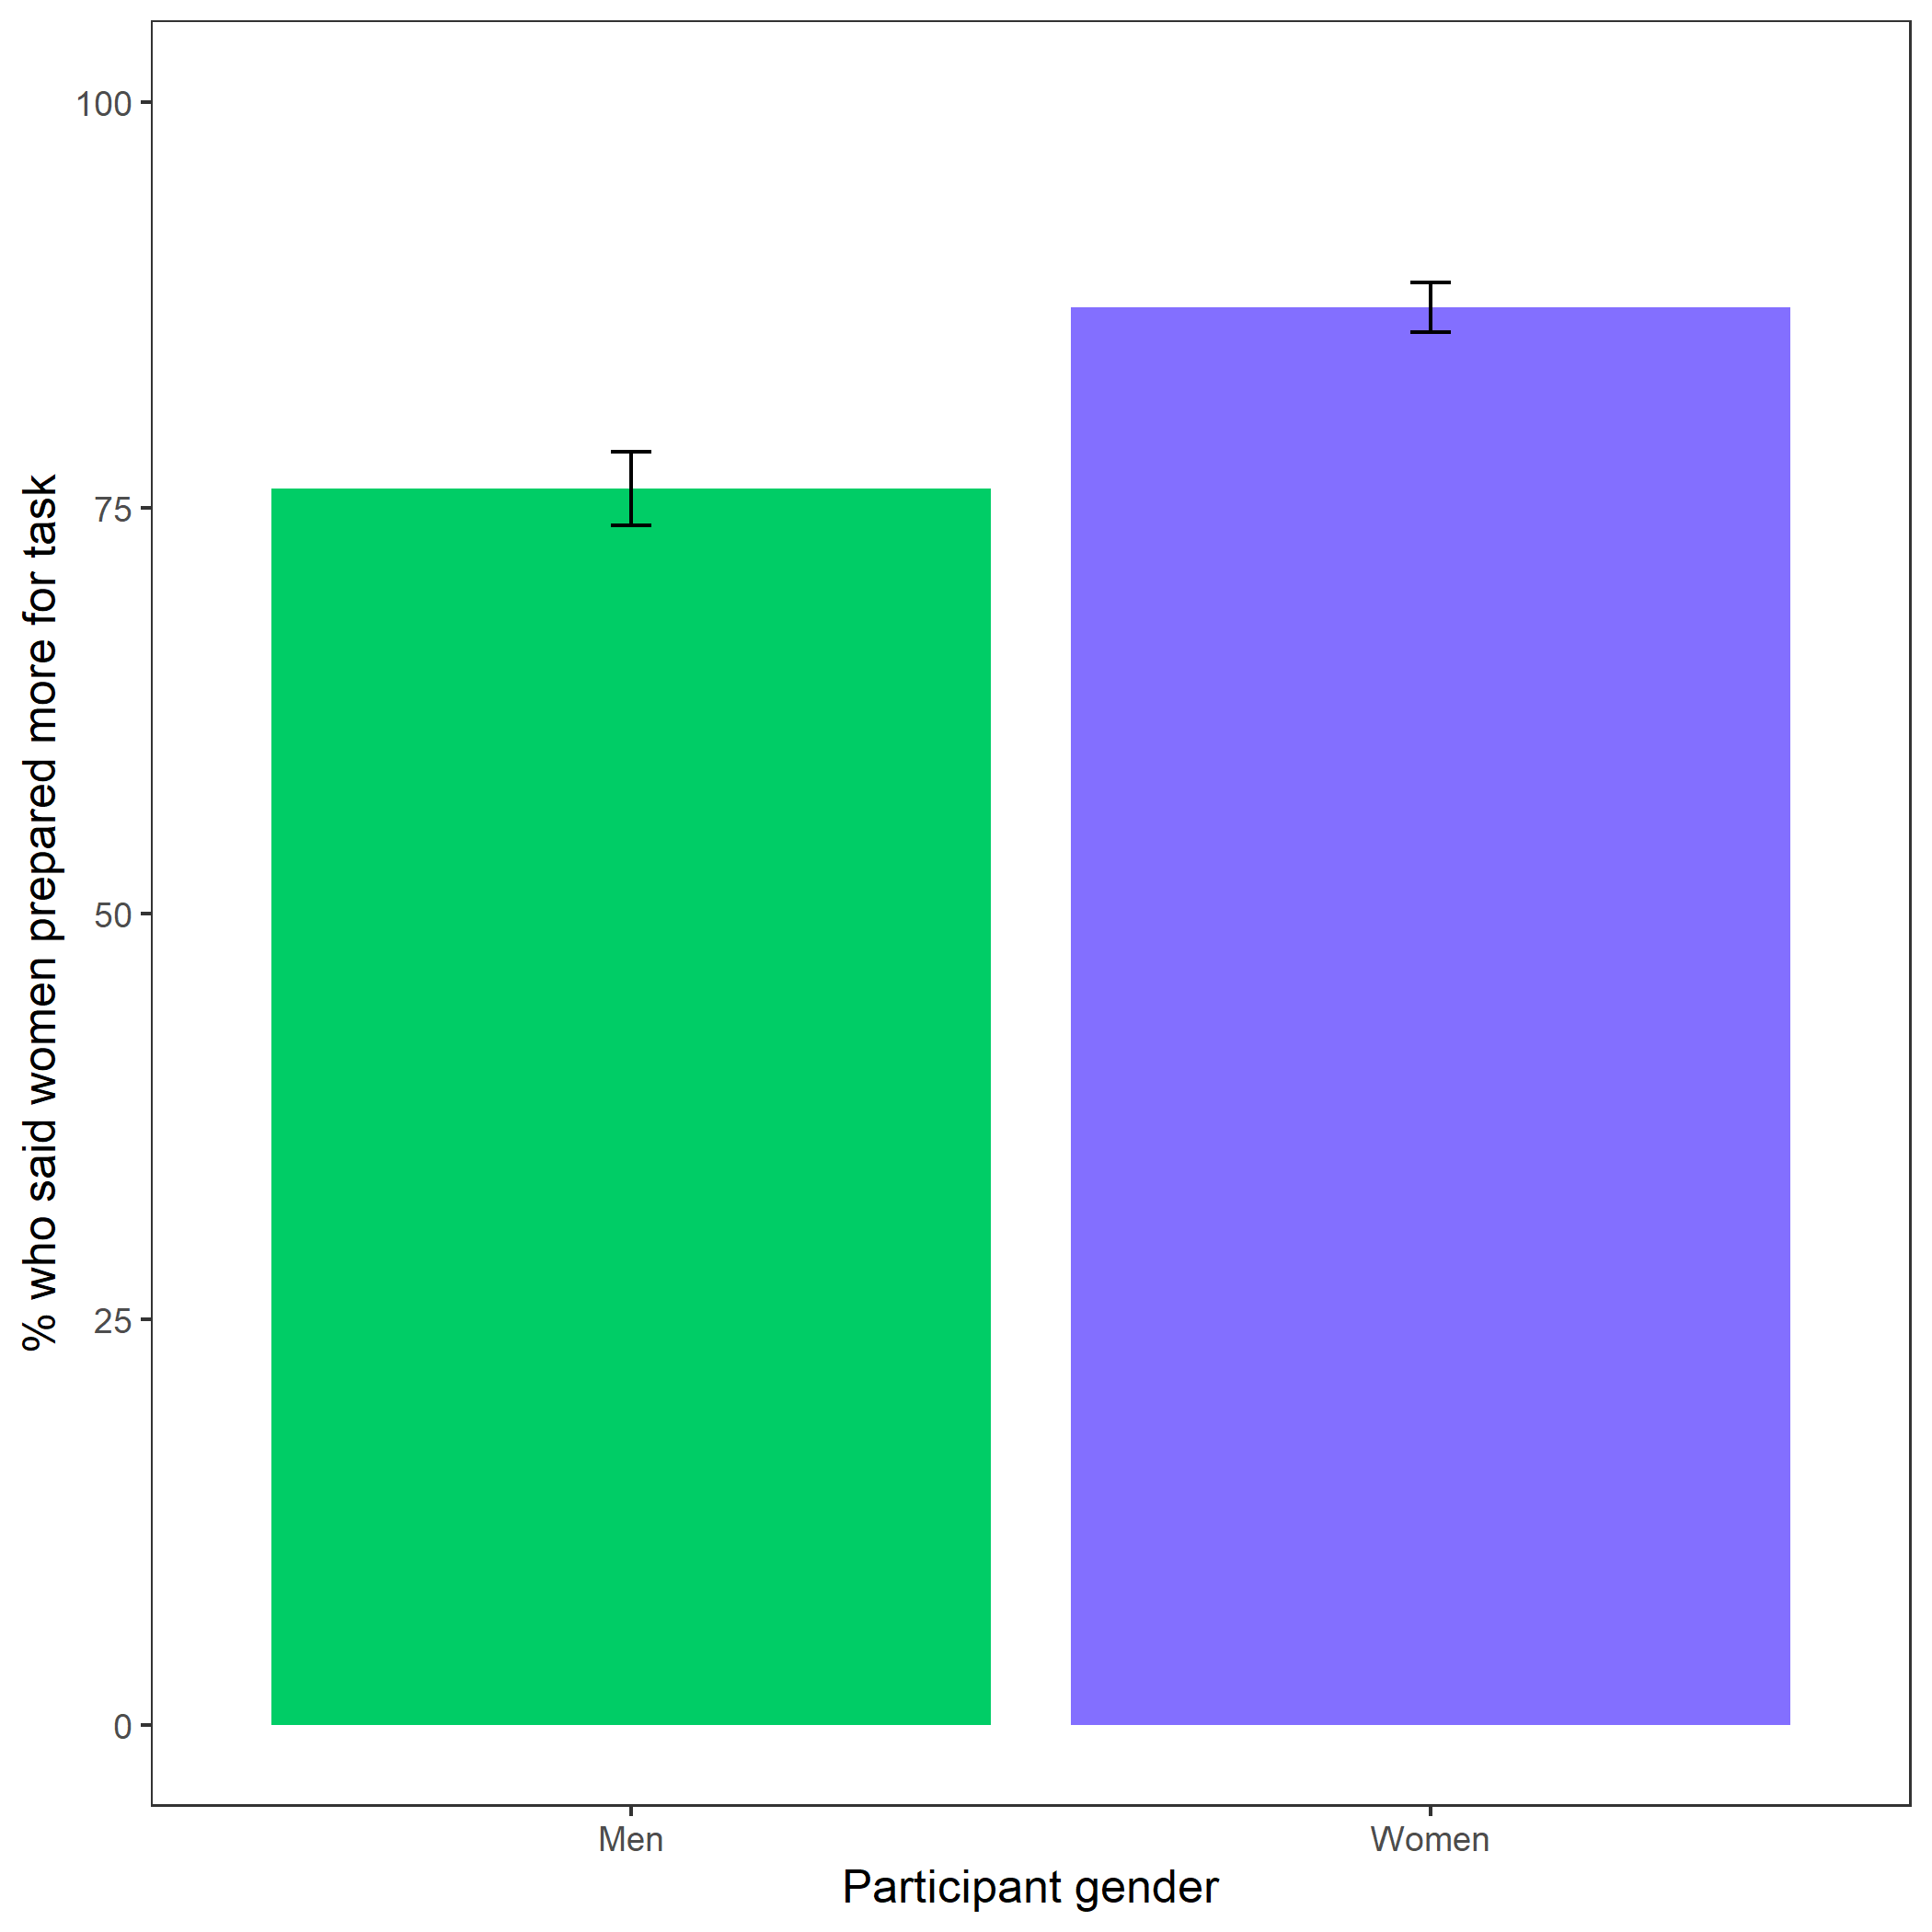 % who said women prepared more for task
100
75
50
25
0
Men
Women
Participant gender